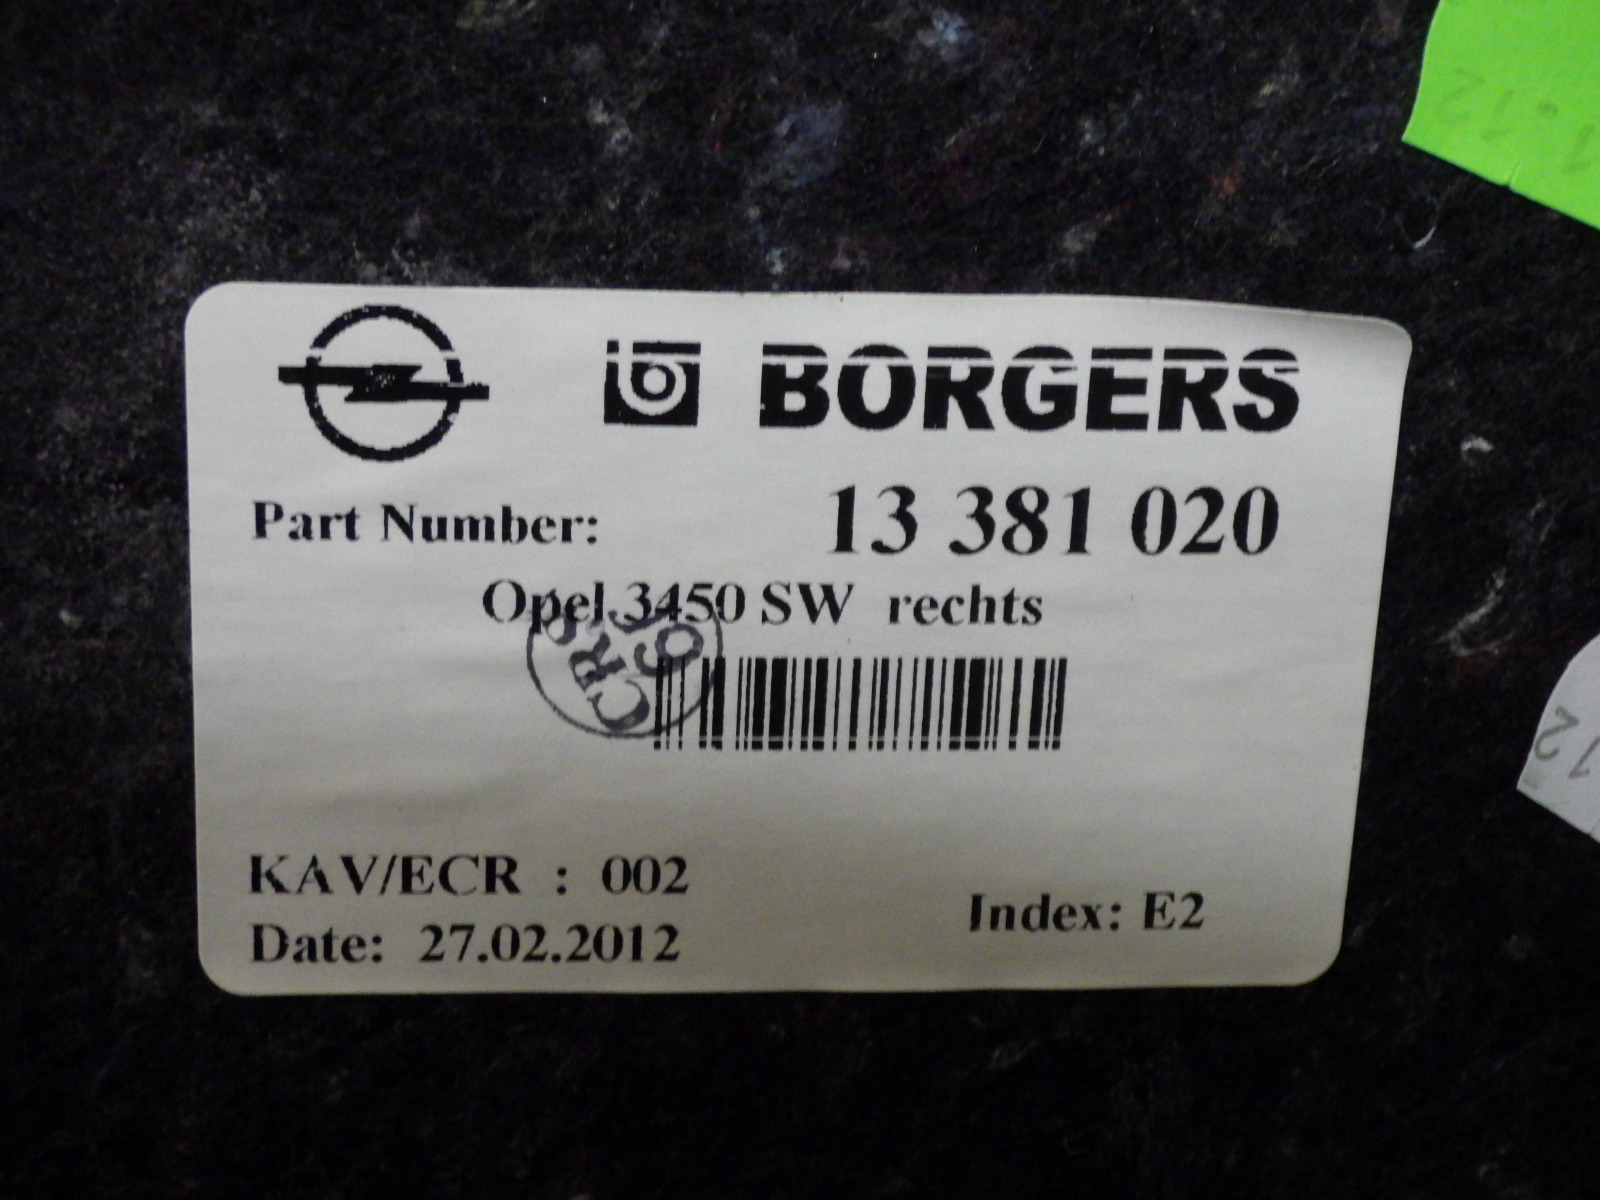 BORGERS
Part Number: 13 381 020
Opel 3450 SW rechts
CRS
KAV/ECR : 002
Index: E2
Date: 27.02.2012